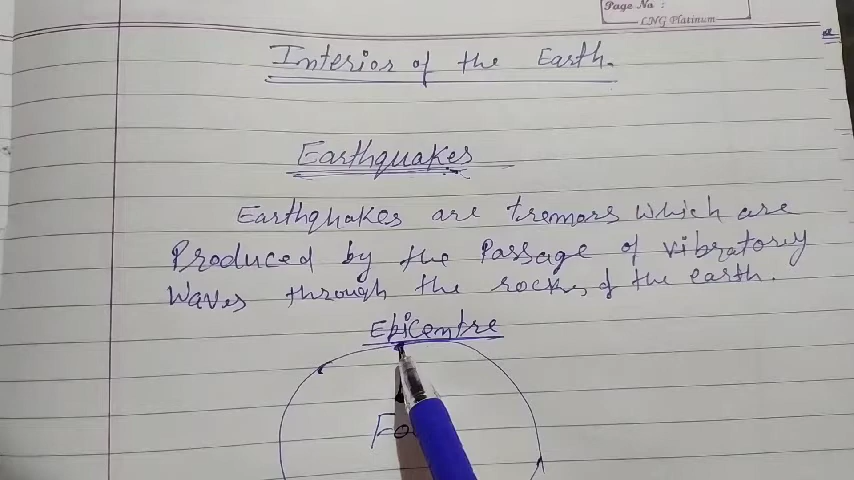 Page No :
LNG Platinum
Interior of the Earth.
Earthquakes
Earthquakes are tremors which are
Produced by the Passage of vibratory
waves through the rocks of the earth.
Epicentre